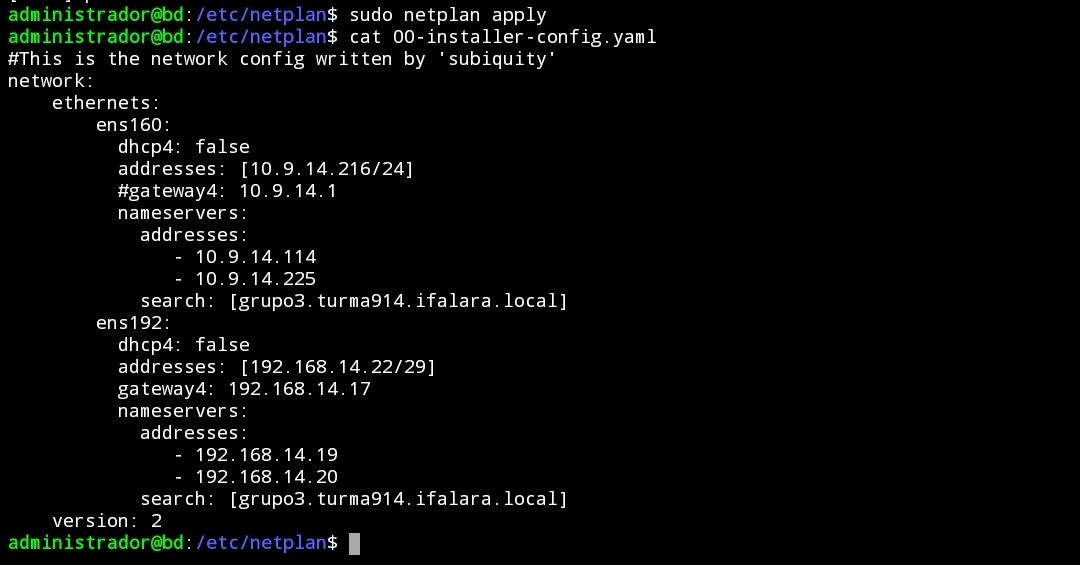 administrador@bd:/etc/netplan$ sudo netplan apply
administrador@bd:/etc/netplan$ cat 00-installer-config.yaml
#This is the network config written by 'subiquity'
network:
    ethernets:
        ens160:
          dhcp4: false
          addresses: [10.9.14.216/24]
          #gateway4: 10.9.14.1
          nameservers:
            addresses:
               - 10.9.14.114
               - 10.9.14.225
            search: [grupo3.turma914.ifalara.local]
        ens192:
          dhcp4: false
          addresses: [192.168.14.22/29]
          gateway4: 192.168.14.17
          nameservers:
            addresses:
               - 192.168.14.19
               - 192.168.14.20
            search: [grupo3.turma914.ifalara.local]
    version: 2
administrador@bd:/etc/netplan$